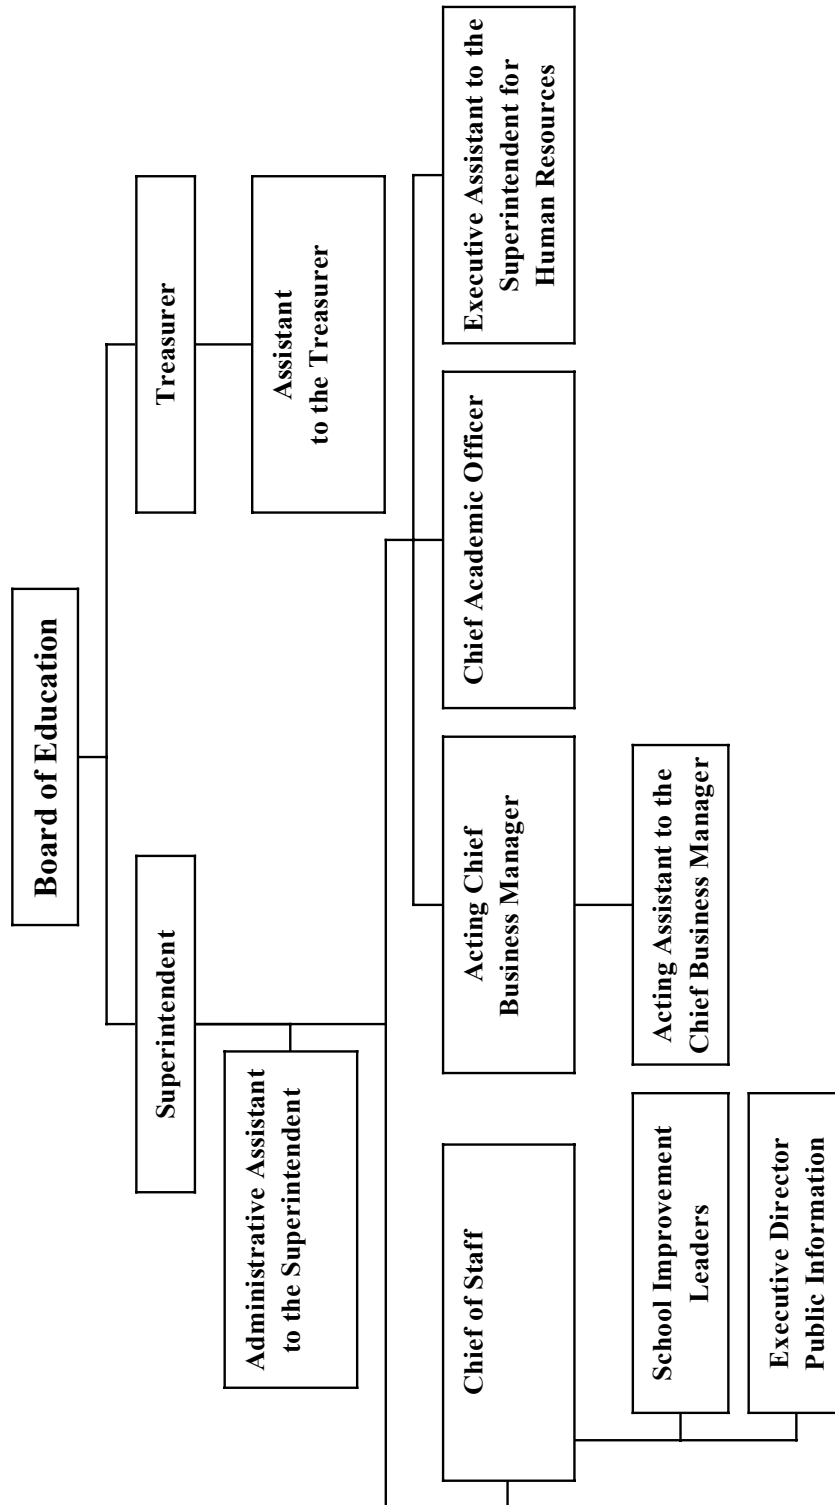 Board of Education
Superintendent
Treasurer
Administrative Assistant
to the Superintendent
Assistant
to the Treasurer
Chief of Staff
Acting Chief
Business Manager
Chief Academic Officer
Executive Assistant to the
Superintendent for
Human Resources
School Improvement
Leaders
Acting Assistant to the
Chief Business Manager
Executive Director
Public Information